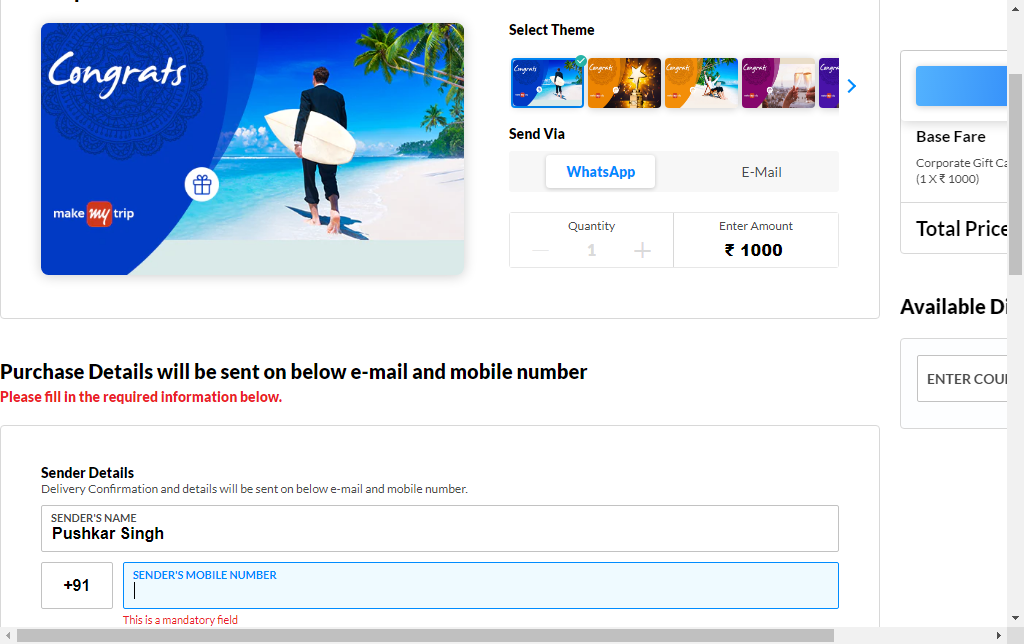 Congrats
make my trip
Select Theme
Congrats
Congrats
Congrats
Congrats
Send Via
WhatsApp
E-Mail
Quantity
1
Enter Amount
₹ 1000
Purchase Details will be sent on below e-mail and mobile number
Please fill in the required information below.
Sender Details
Delivery Confirmation and details will be sent on below e-mail and mobile number.
SENDER'S NAME
Pushkar Singh
+91
SENDER'S MOBILE NUMBER
This is a mandatory field
Base Fare
Corporate Gift Ca
(1 X ₹ 1000)
Total Price
Available Di
ENTER COU